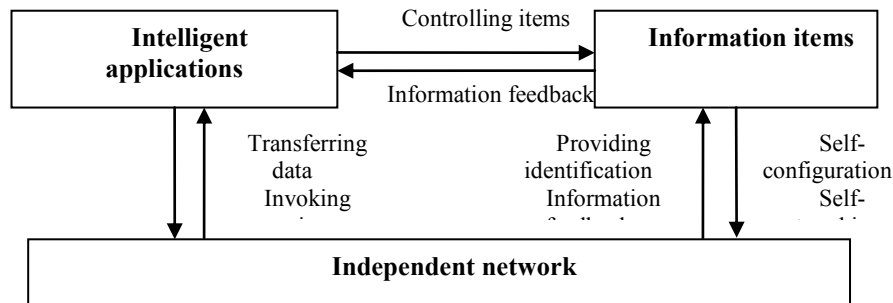 Controlling items
Intelligent
applications
Information items
Information feedback
Transferring
data
Invoking
Providing
identification
Information
Self-
configuration
Self-
Independent network